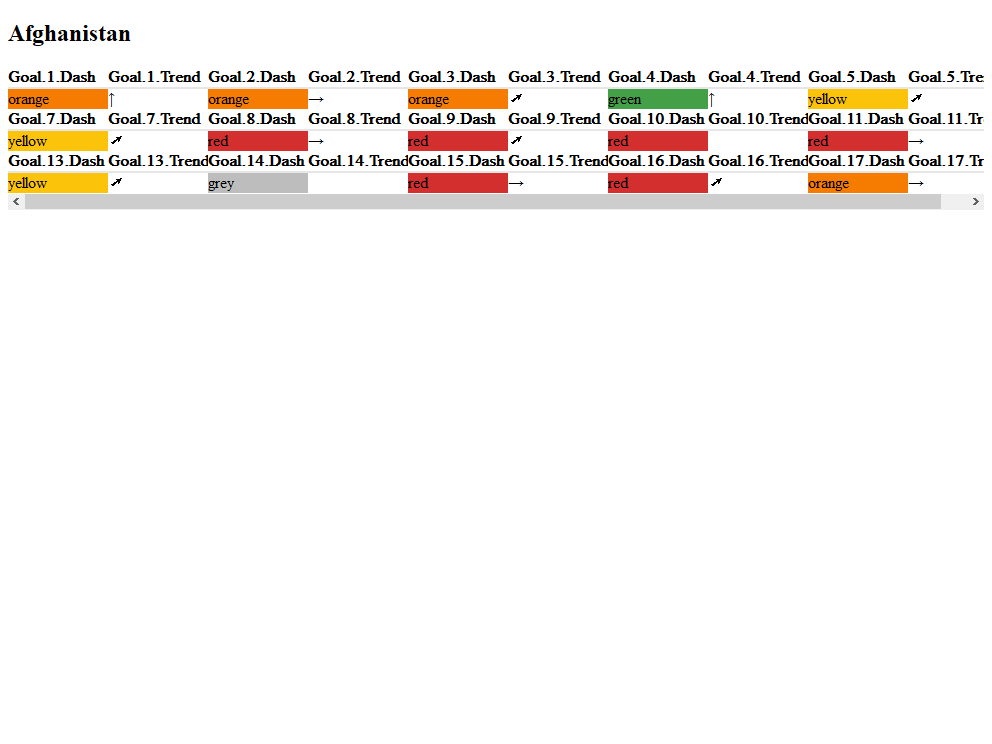 Afghanistan
Goal.1.Dash Goal.1.Trend Goal.2.Dash Goal.2.Trend Goal.3.Dash Goal.3.Trend Goal.4.Dash Goal.4.Trend Goal.5.Dash Goal.5.Tre
orange ↑ orange → orange ➚ green ↑ yellow ➚
Goal.7.Dash Goal.7.Trend Goal.8.Dash Goal.8.Trend Goal.9.Dash Goal.9.Trend Goal.10.Dash Goal.10.Trend Goal.11.Dash Goal.11.Tr
yellow ➚ red → red ➚ red red →
Goal.13.Dash Goal.13.Trend Goal.14.Dash Goal.14.Trend Goal.15.Dash Goal.15.Trend Goal.16.Dash Goal.16.Trend Goal.17.Dash Goal.17.Tr
yellow ➚ grey red → red ➚ orange →